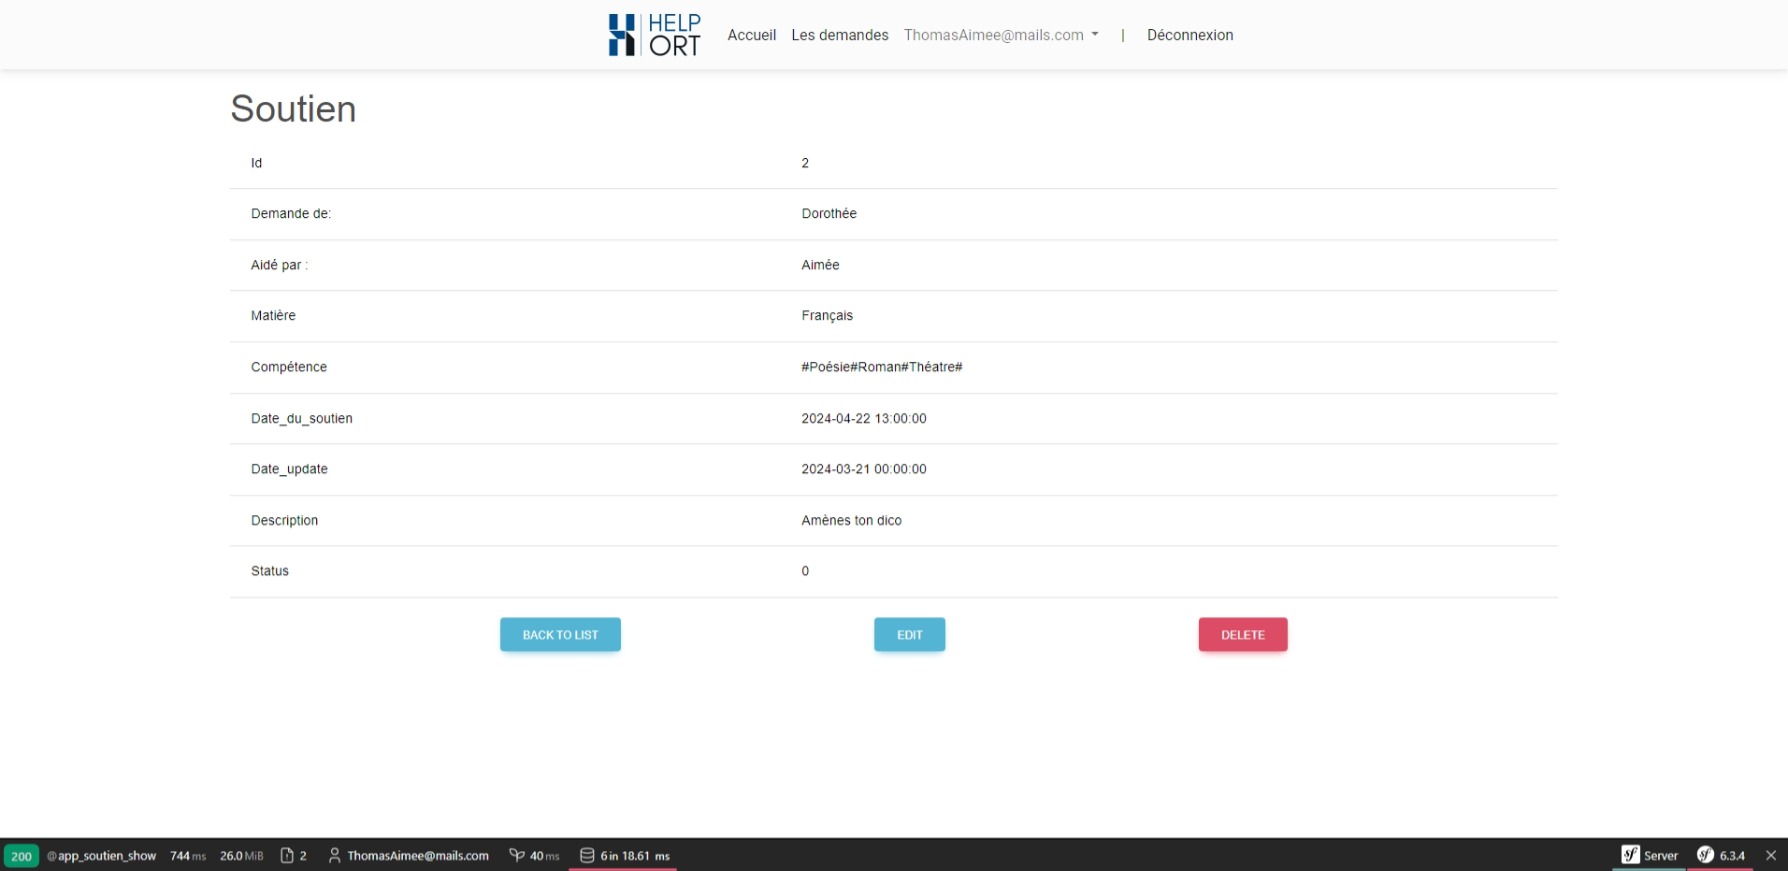 HELP
ORT
Accueil Les demandes ThomasAimee@mails.com | Déconnexion
Soutien
Id 2
Demande de: Dorothée
Aidé par : Aimée
Matière Français
Compétence #Poésie#Roman#Théatre#
Date_du_soutien 2024-04-22 13:00:00
Date_update 2024-03-21 00:00:00
Description Amènes ton dico
Status 0
BACK TO LIST EDIT DELETE
200 @app_soutien_show 744 ms 26.0 MiB 2 ThomasAimee@mails.com 40 ms 6 in 18.61 ms Server 6.3.4